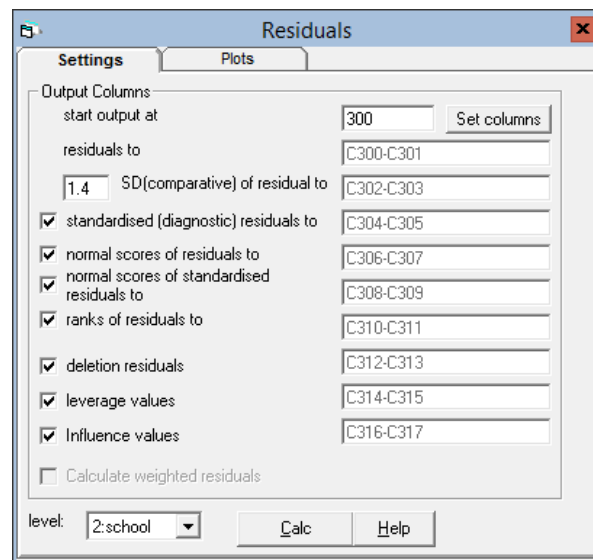 Residuals
Settings Plots
Output Columns
start output at 300 Set columns
residuals to C300-C301
1.4 SD(comparative) of residual to C302-C303
standardised (diagnostic) residuals to C304-C305
normal scores of residuals to C306-C307
normal scores of standardised
residuals to C308-C309
ranks of residuals to C310-C311
deletion residuals C312-C313
leverage values C314-C315
Influence values C316-C317
Calculate weighted residuals
level: 2:school Calc Help